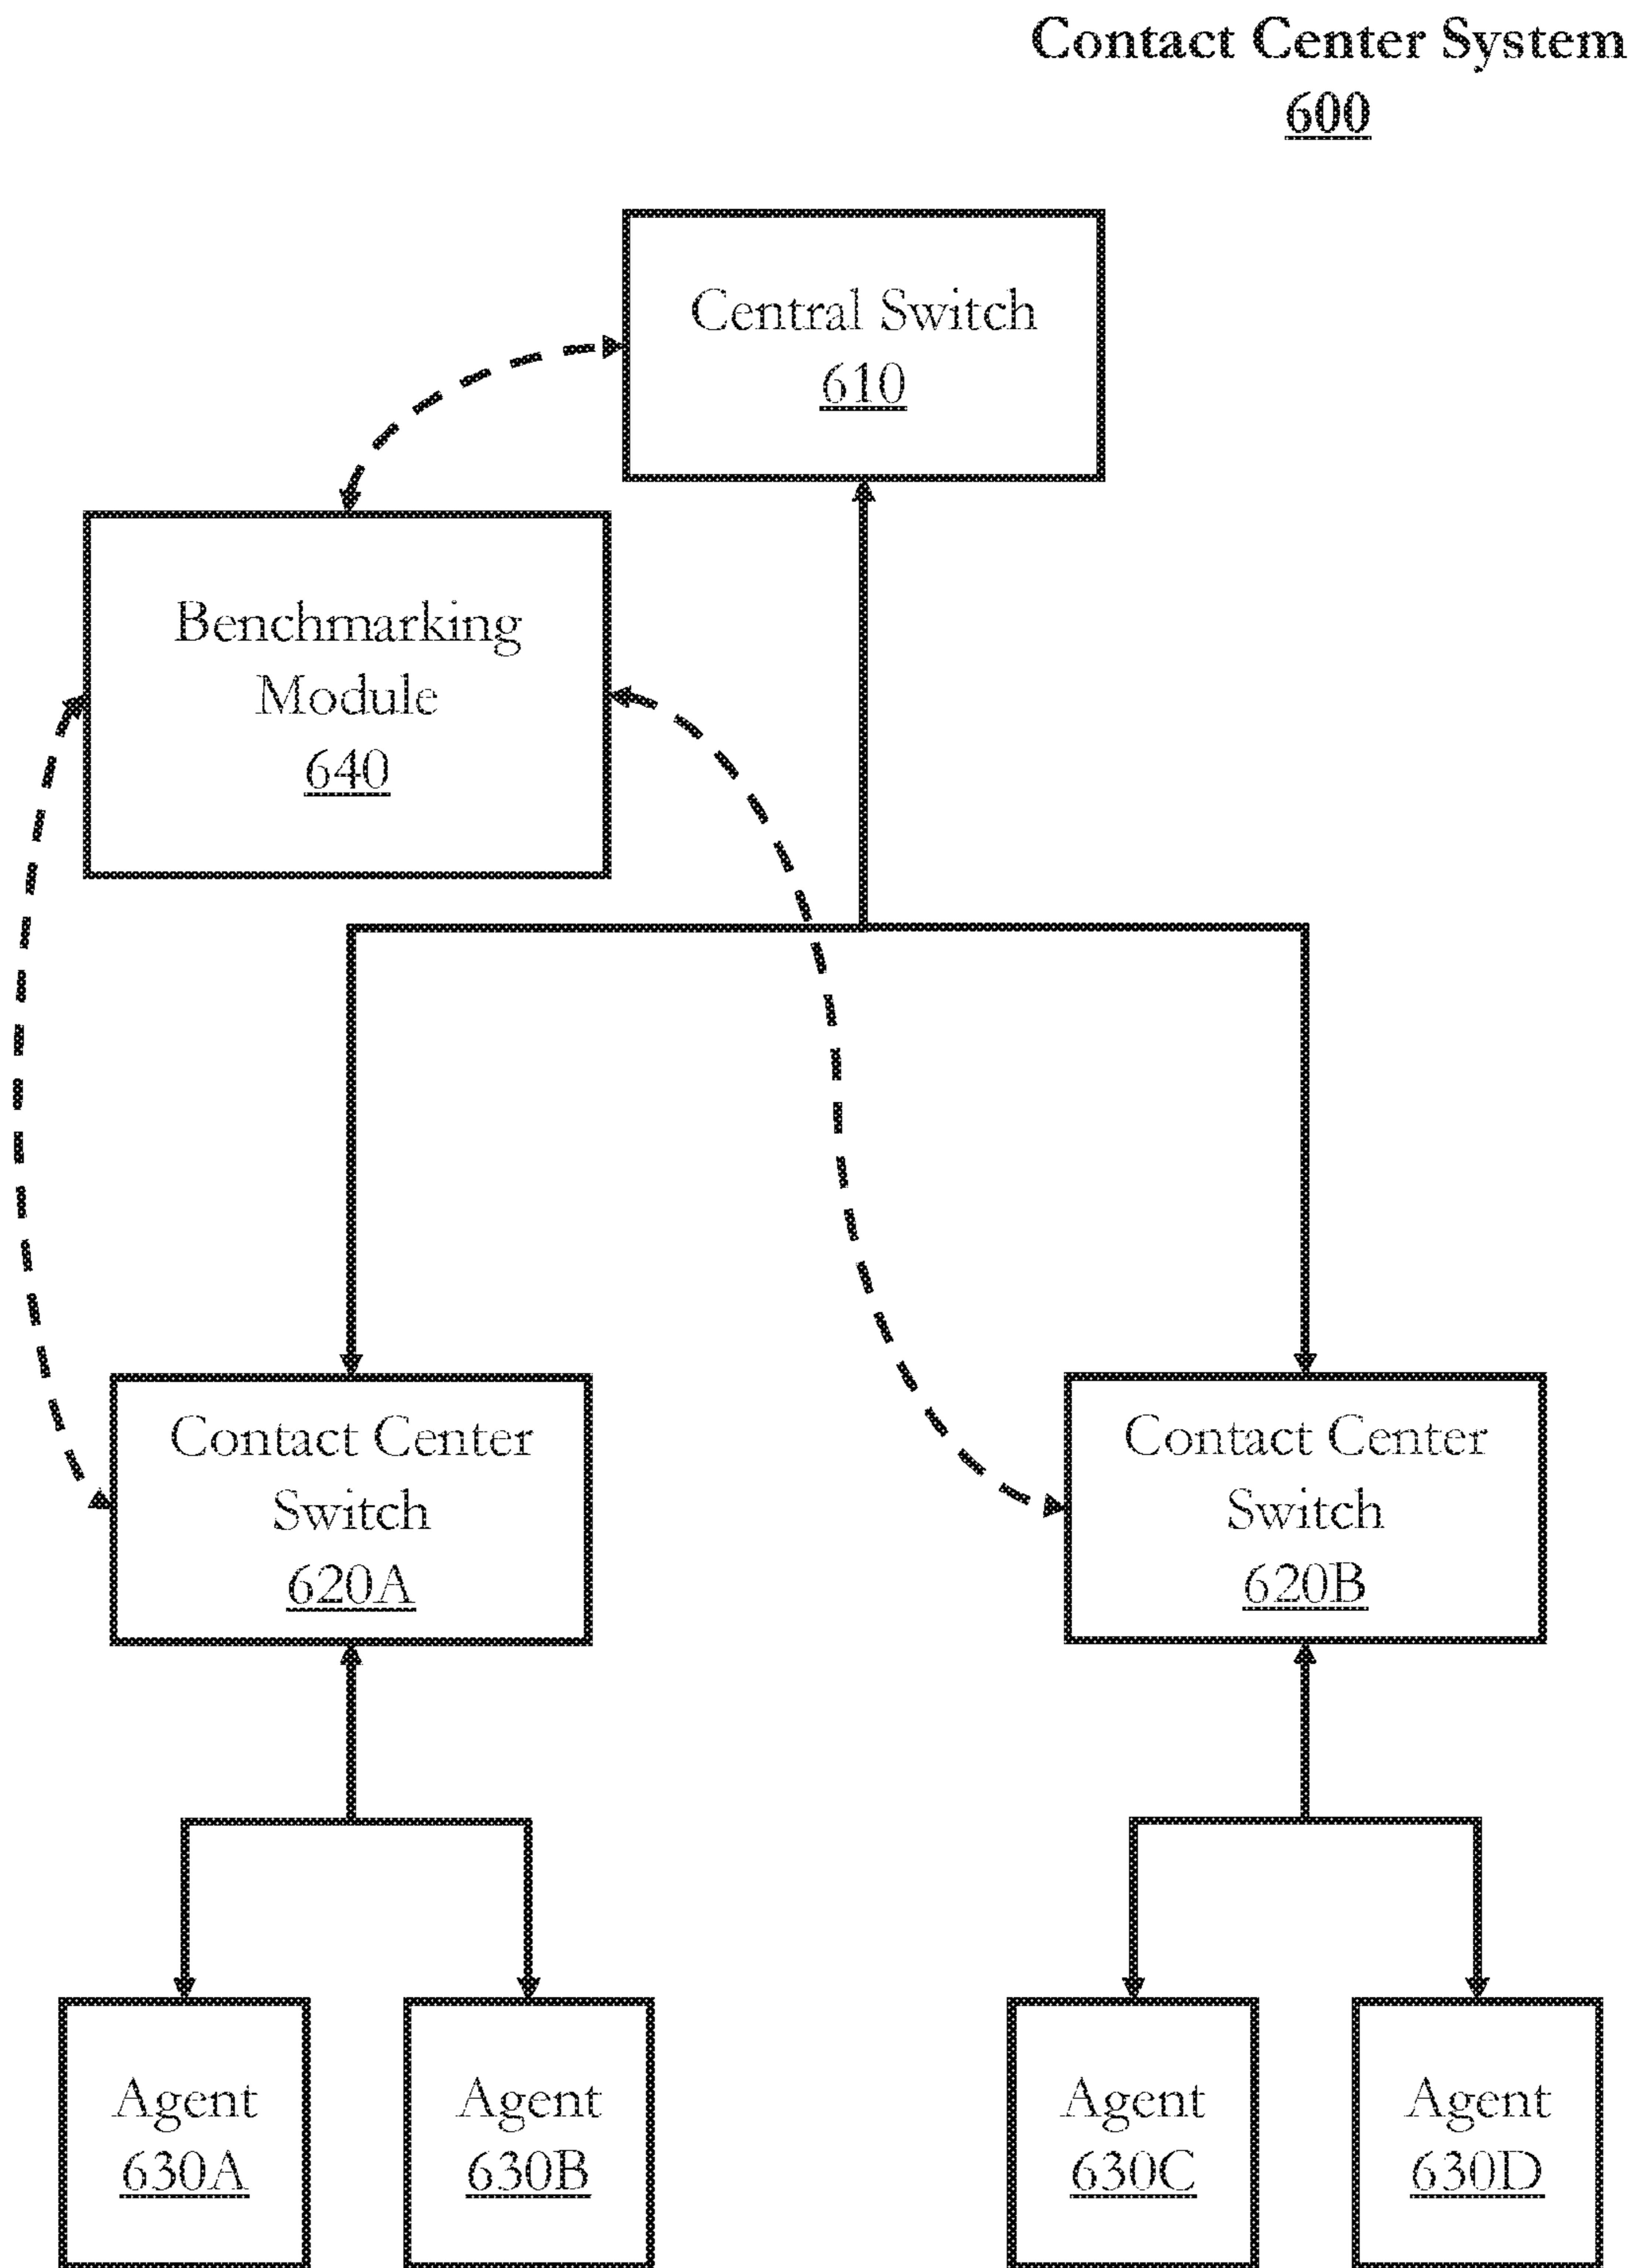 Contact Center System
600
Central Switch
610
Benchmarking
Module
640
Contact Center
Switch
620A
Contact Center
Switch
620B
Agent
630A
Agent
630B
Agent
630C
Agent
630D